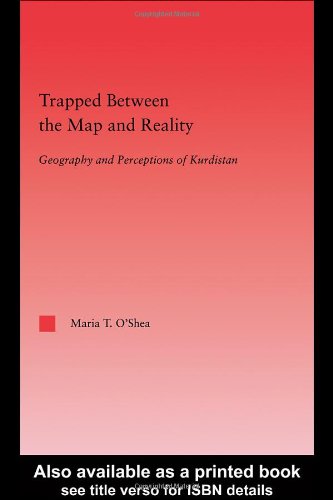 Trapped Between
the Map and Reality
Geography and Perceptions of Kurdistan
Maria T. O'Shea
Also available as a printed book
see title verso for ISBN details